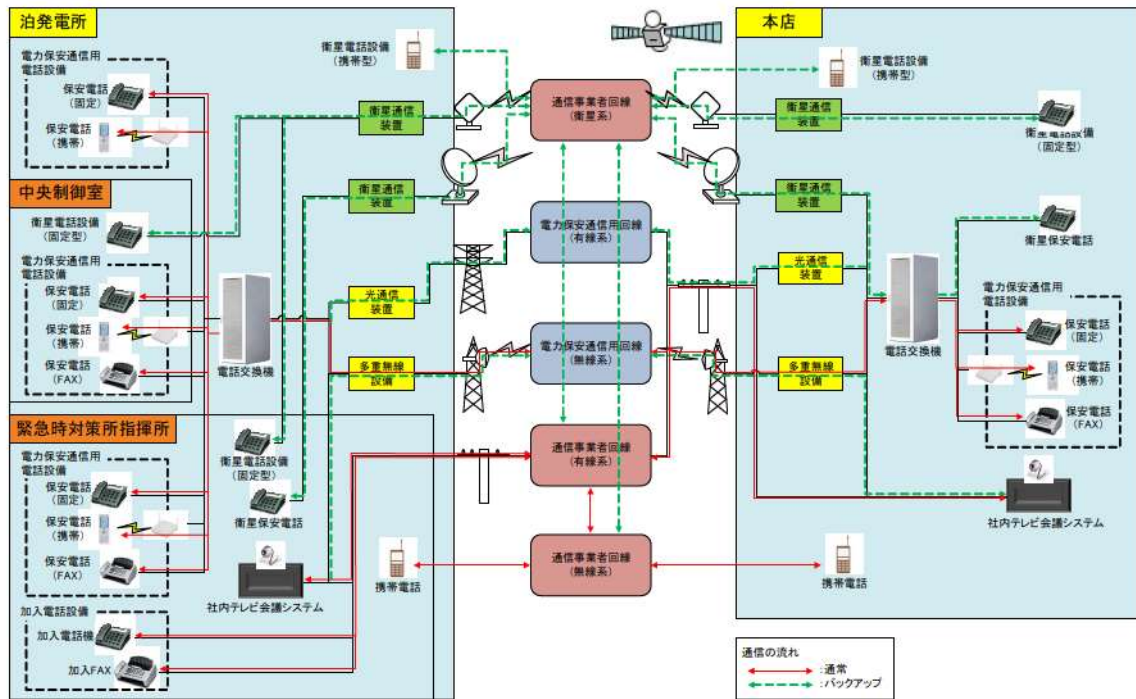 泊発電所
電力保安通信用
電話設備
保安電話
(固定)
保安電話
(携帯)
中央制御室
衛星電話設備
(固定型)
電力保安通信用
電話設備
保安電話
(固定)
保安電話
(携帯)
保安電話
(FAX)
電話交換機
緊急時対策所指揮所
電力保安通信用
電話設備
保安電話
(固定)
保安電話
(携帯)
保安電話
(FAX)
加入電話設備
加入電話機
加入FAX
衛星電話設備
(携帯型)
衛星通信
装置
衛星通信
装置
光通信
装置
多重無線
設備
衛星電話設備
(固定型)
衛星保安電話
社内テレビ会議システム
携帯電話
通信事業者回線
(衛星系)
電力保安通信用回線
(有線系)
電力保安通信用回線
(無線系)
通信事業者回線
(有線系)
通信事業者回線
(無線系)
本店
衛星電話設備
(携帯型)
衛星通信
装置
衛星電話設備
(固定型)
衛星通信
装置
衛星保安電話
光通信
装置
電話交換機
多重無線
設備
電力保安通信用
電話設備
保安電話
(固定)
保安電話
(携帯)
保安電話
(FAX)
社内テレビ会議システム
携帯電話
通信の流れ
:通常
:バックアップ